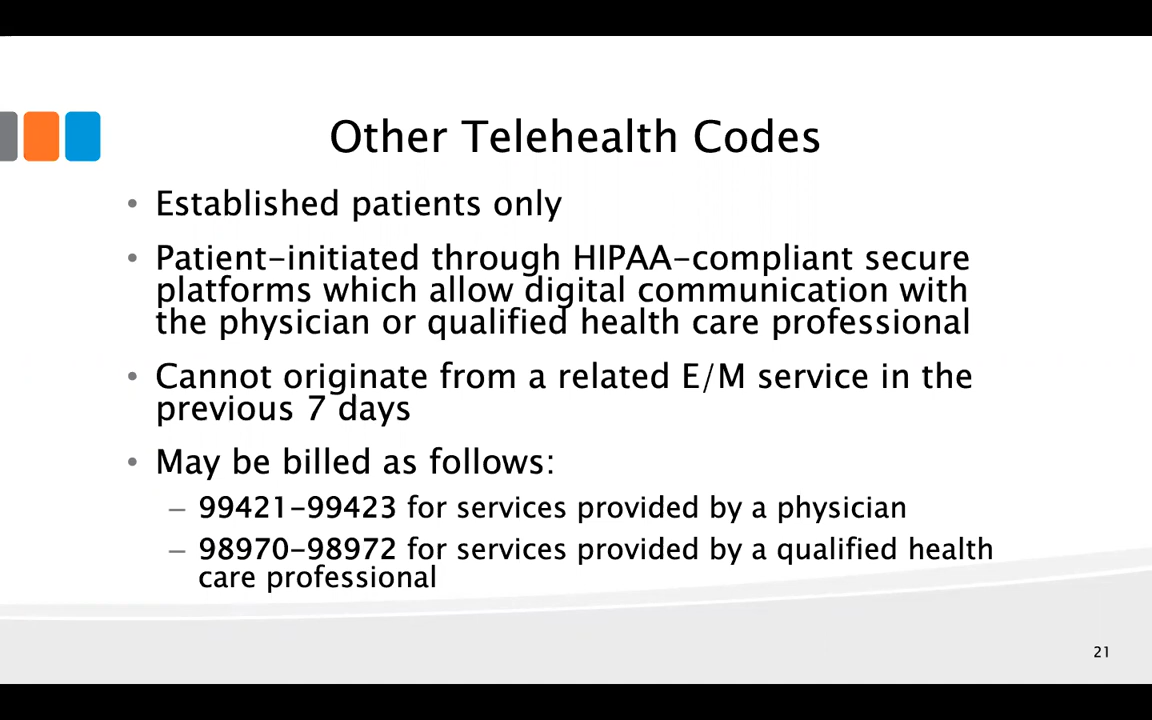 Other Telehealth Codes
• Established patients only
• Patient-initiated through HIPAA-compliant secure
platforms which allow digital communication with
the physician or qualified health care professional
• Cannot originate from a related E/M service in the
previous 7 days
• May be billed as follows:
– 99421-99423 for services provided by a physician
– 98970-98972 for services provided by a qualified health
care professional
21